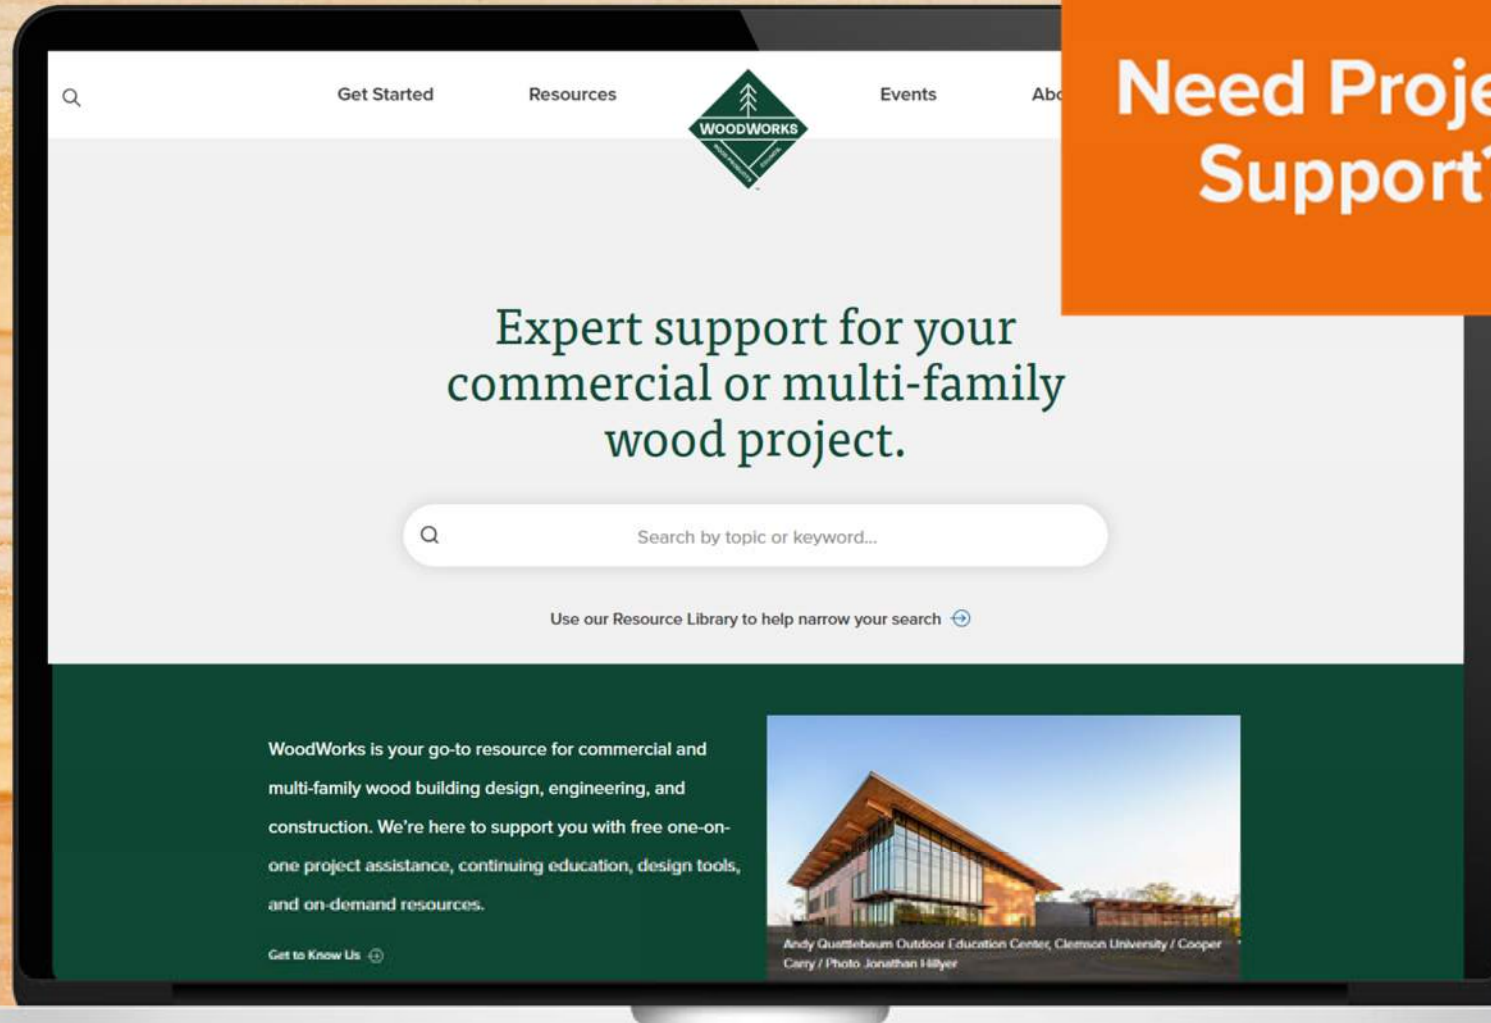 Get Started
Resources
WOODWORKS
WOOD PRODUCTS COUNCIL
Events
Need
Support?
Expert support for your
commercial or multi-family
wood project.
Search by topic or keyword...
Use our Resource Library to help narrow your search
WoodWorks is your go-to resource for commercial and
multi-family wood building design, engineering, and
construction. We're here to support you with free one-on-
one project assistance, continuing education, design tools,
and on-demand resources.
Get to Know Us
Andy Quattlebaum Outdoor Education Center, Clemson University / Cooper
Carry / Photo Jonathan Hillyer